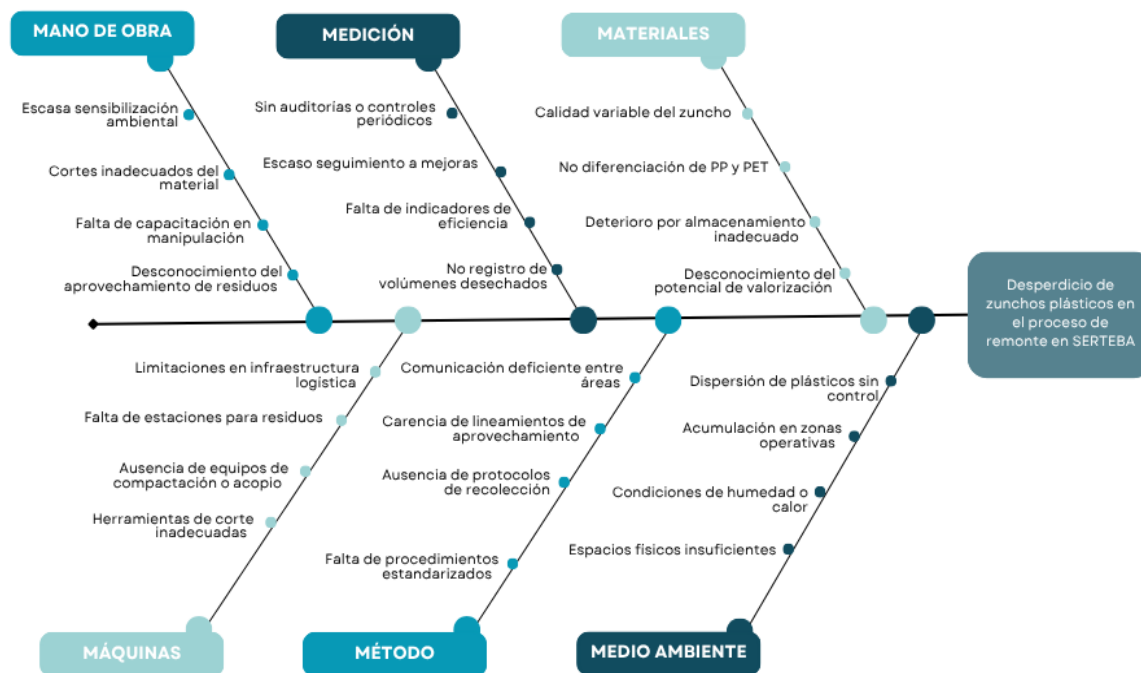 MANO DE OBRA
MEDICIÓN
MATERIALES
Escasa sensibilización
ambiental
Cortes inadecuados del
material
Falta de capacitación en
manipulación
Desconocimiento del
aprovechamiento de residuos
Sin auditorías o controles
periódicos
Escaso seguimiento a mejoras
Falta de indicadores de
eficiencia
No registro de
volúmenes desechados
Calidad variable del zuncho
No diferenciación de PP y PET
Deterioro por almacenamiento
inadecuado
Desconocimiento del
potencial de valorización
Desperdicio de
zunchos plásticos en
el proceso de
remonte en SERTEBA
Limitaciones en infraestructura
logística
Falta de estaciones para residuos
Ausencia de equipos de
compactación o acopio
Herramientas de corte
inadecuadas
Comunicación deficiente entre
áreas
Carencia de lineamientos de
aprovechamiento
Ausencia de protocolos
de recolección
Falta de procedimientos
estandarizados
Dispersión de plásticos sin
control
Acumulación en zonas
operativas
Condiciones de humedad o
calor
Espacios físicos insuficientes
MÁQUINAS
MÉTODO
MEDIO AMBIENTE